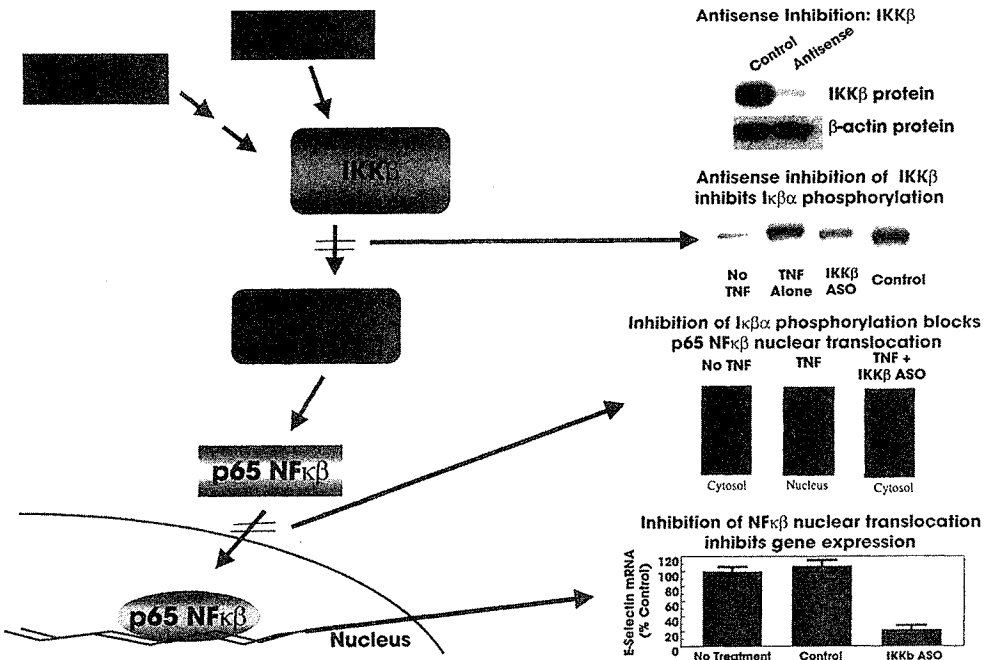 Antisense Inhibition: IKKβ
Control
Antisense
IKKβ protein
β-actin protein
IKKβ
Antisense inhibition of IKKβ
inhibits Iκβα phosphorylation
No TNF
TNF Alone
IKKβ ASO
Control
Inhibition of Iκβα phosphorylation blocks
p65 NFκβ nuclear translocation
No TNF
TNF
TNF +
IKKβ ASO
Cytosol
Nucleus
Cytosol
p65 NFκβ
Inhibition of NFκβ nuclear translocation
inhibits gene expression
E-Selectin mRNA
(% Control)
120
100
80
60
40
20
0
No Treatment
Control
IKKb ASO
p65 NFκβ
Nucleus